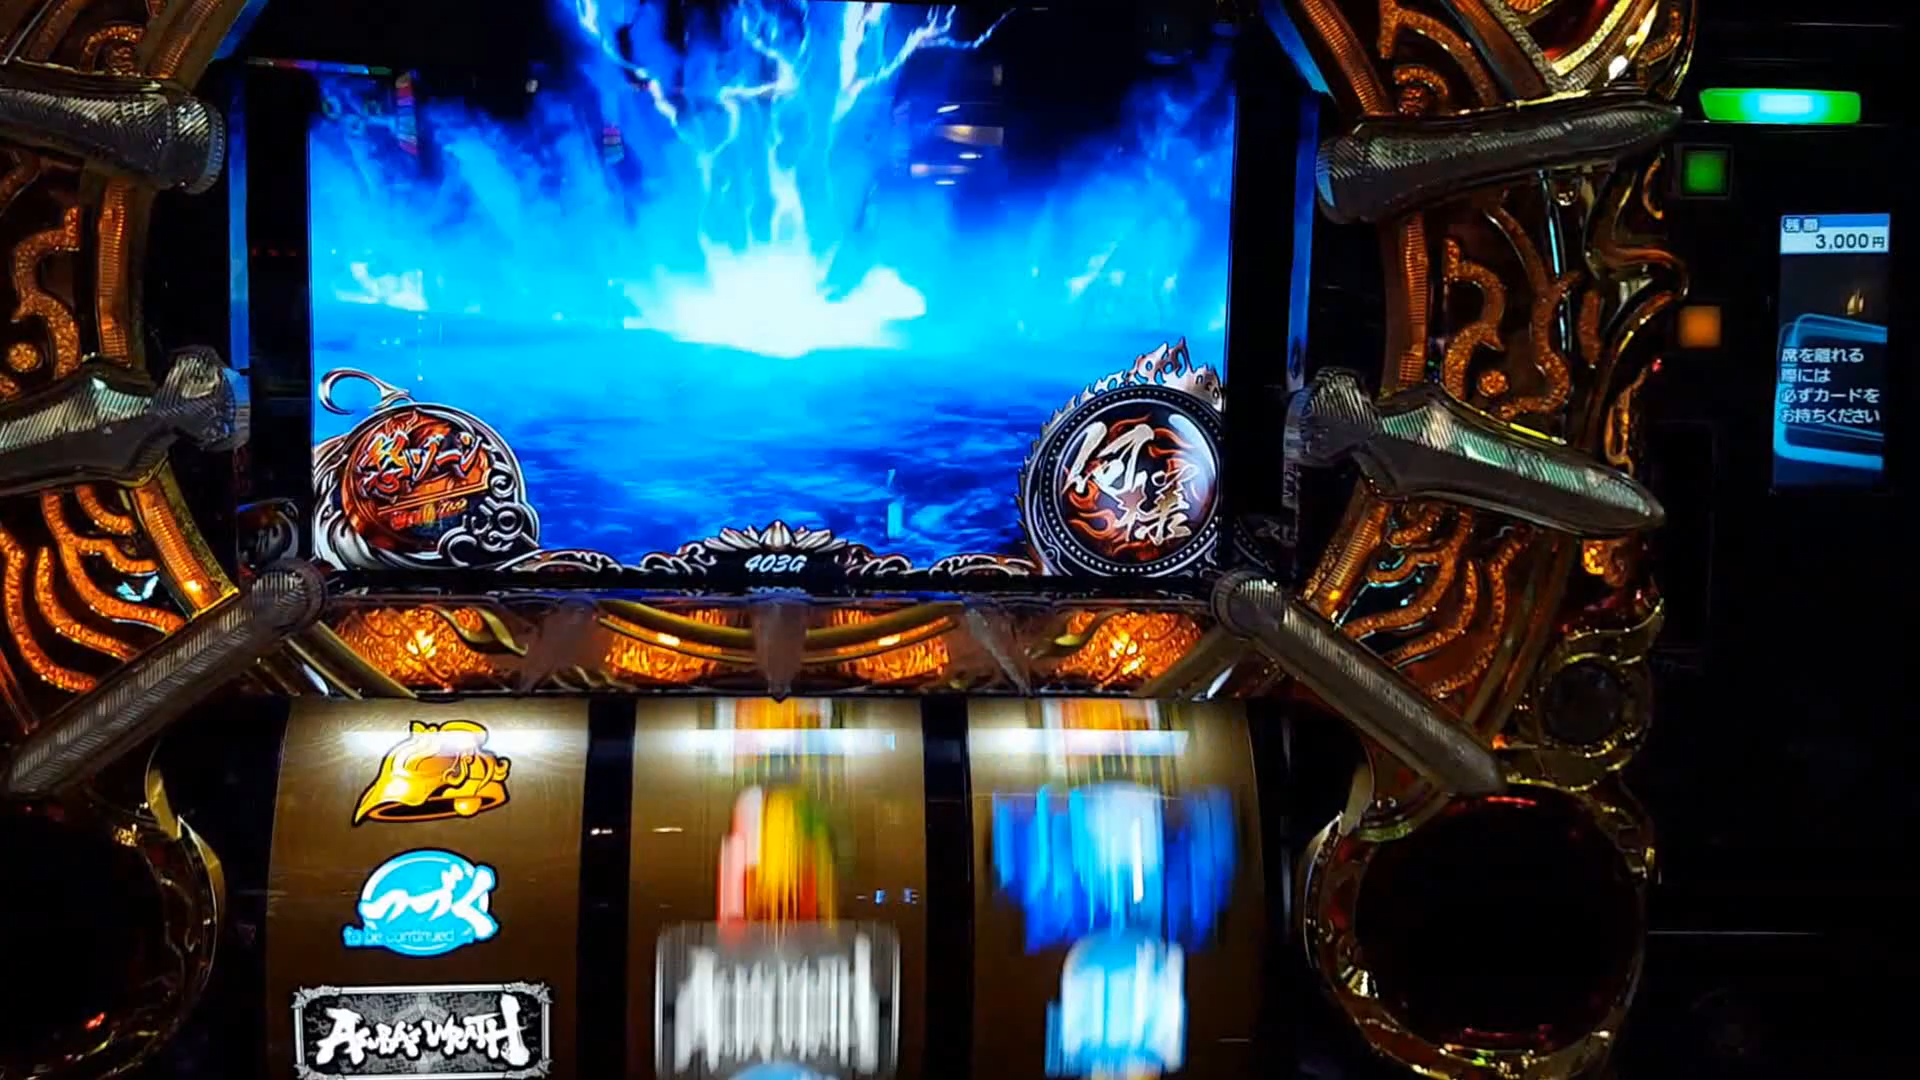 残額
3,000円
席を離れる
際には
必ずカードを
お持ちください
怒ゾーン
何様
403G
つづく
to be continued
ASURA'S WRATH